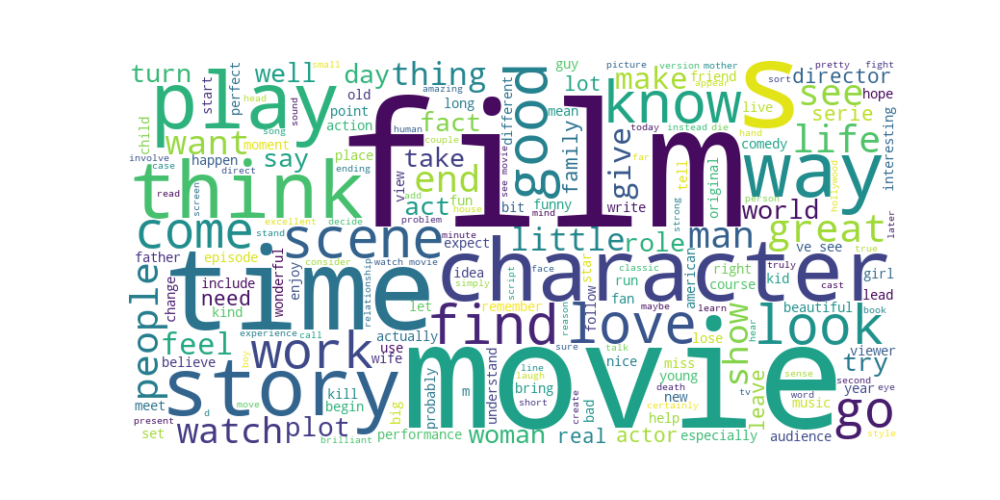 film
movie
time
character
s
play
think
way
story
know
look
love
find
scene
work
good
go
come
great
life
see
show
people
watch
thing
make
want
end
man
little
give
plot
well
turn
day
say
take
act
fact
family
world
director
serie
role
feel
need
woman
real
actor
try
leave
lot
guy
friend
live
hope
comedy
interesting
picture
version
mother
pretty
fight
sort
appear
small
amazing
old
long
point
action
start
perfect
head
song
sound
moment
child
place
happen
case
involve
direct
read
screen
ending
human
couple
view
add
fun
house
problem
bit
funny
see movie
different
mean
mind
write
today
instead
die
hand
far
tell
original
strong
person
hollywood
later
true
ve see
right
course
kid
truly
cast
girl
lead
book
beautiful
viewer
year
second
eye
sense
word
music
audience
style
tv
hear
lose
learn
maybe
american
classic
run
fan
star
follow
reason
face
script
idea
simply
expect
minute
remember
let
watch movie
relationship
consider
enjoy
wonderful
decide
excellent
stand
episode
father
change
include
kind
experience
call
actually
use
wife
believe
boy
meet
d
move
present
set
brilliant
kill
begin
big
probably
performance
m
understand
line
laugh
short
bring
create
bad
nice
sure
talk
miss
young
death
new
certainly
help
especially